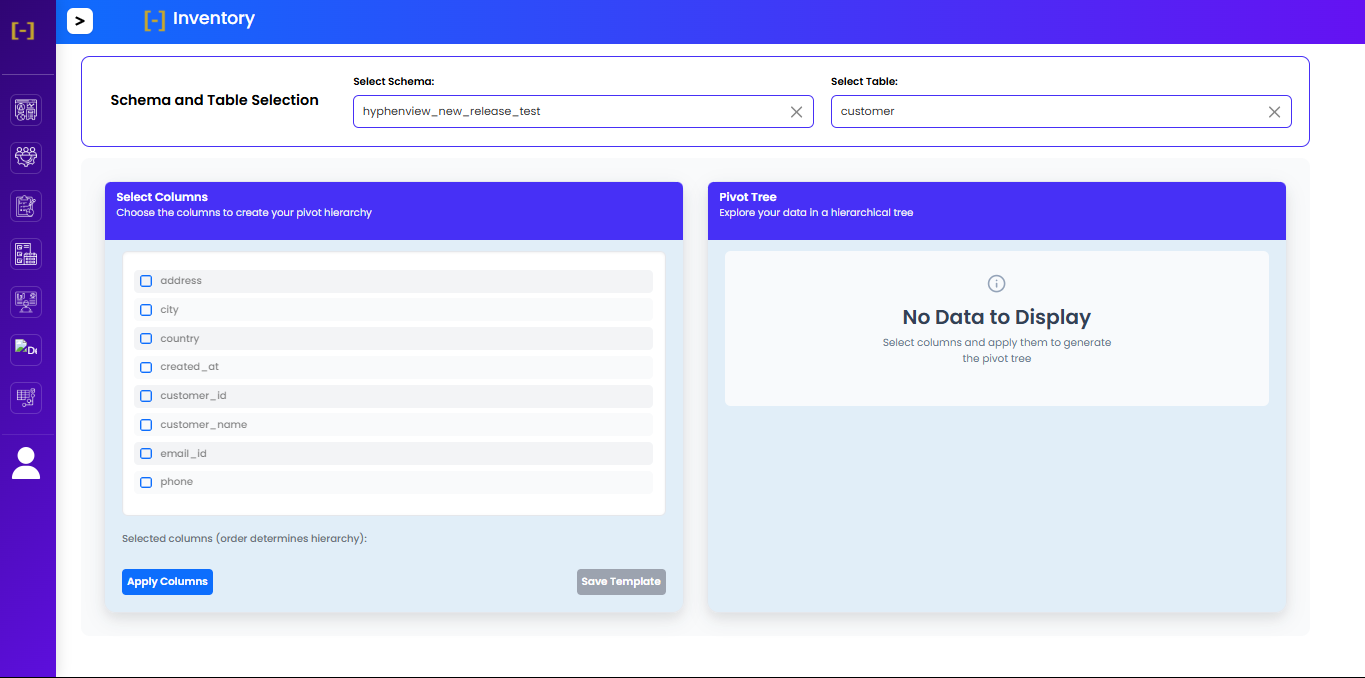 [-]
>
[-] Inventory
Schema and Table Selection
Select Schema:
hyphenview_new_release_test
Select Table:
customer
Select Columns
Choose the columns to create your pivot hierarchy
address
city
country
created_at
customer_id
customer_name
email_id
phone
Selected columns (order determines hierarchy):
Apply Columns
Save Template
Pivot Tree
Explore your data in a hierarchical tree
No Data to Display
Select columns and apply them to generate
the pivot tree